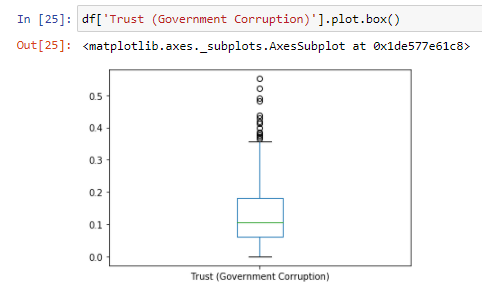 In [25]: df['Trust (Government Corruption)'].plot.box()
Out[25]: <matplotlib.axes._subplots.AxesSubplot at 0x1de577e61c8>
0.5
0.4
0.3
0.2
0.1
0.0
Trust (Government Corruption)